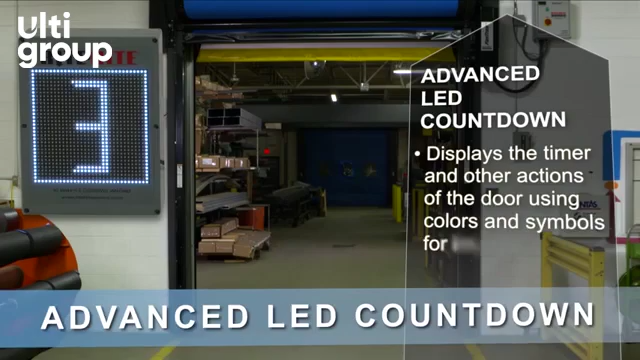 ulti
group
3
ADVANCED
LED
COUNTDOWN
• Displays the timer
and other actions
of the door using
colors and symbols
for
ADVANCED LED COUNTDOWN